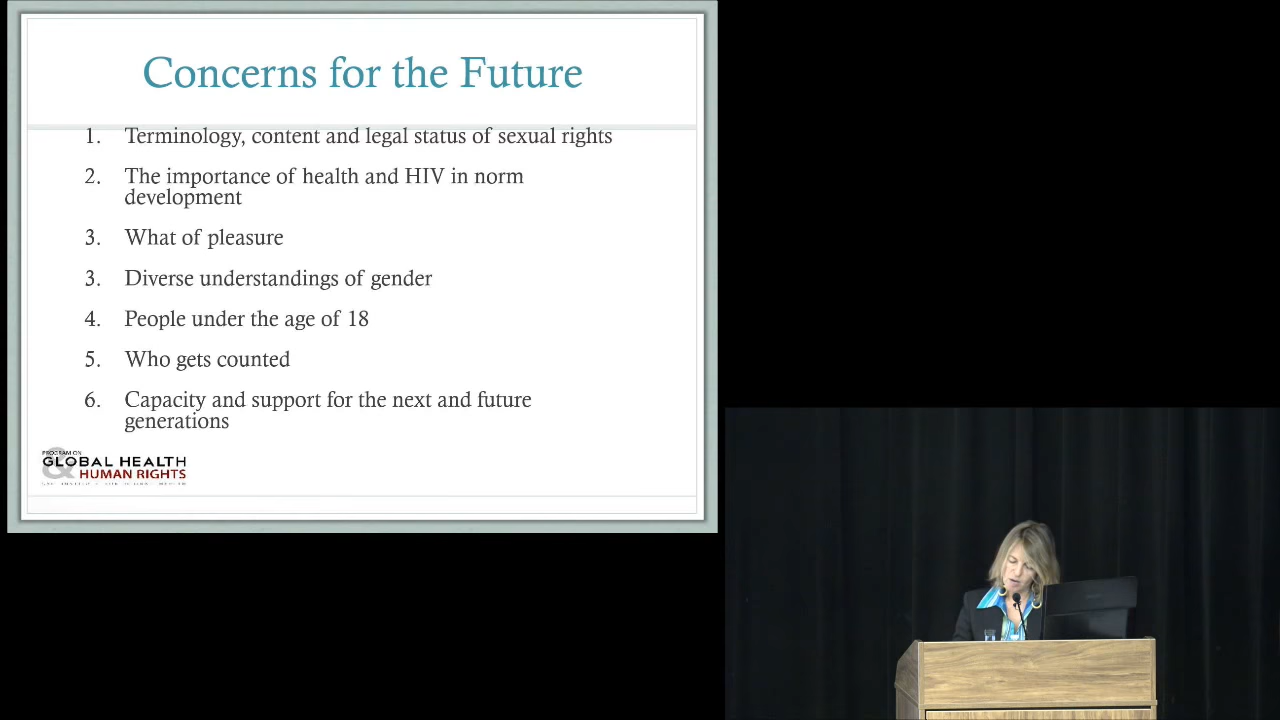 Concerns for the Future
1. Terminology, content and legal status of sexual rights
2. The importance of health and HIV in norm
development
3. What of pleasure
3. Diverse understandings of gender
4. People under the age of 18
5. Who gets counted
6. Capacity and support for the next and future
generations
PROGRAM ON
GLOBAL HEALTH
& HUMAN RIGHTS